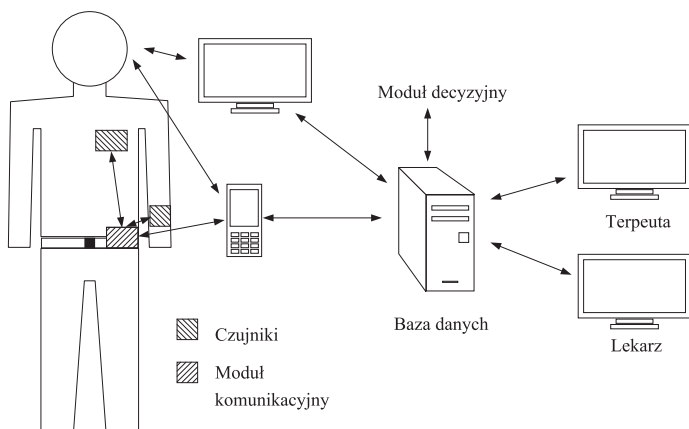 Moduł decyzyjny
Terpeuta
Baza danych
Lekarz
Czujniki
Moduł
komunikacyjny